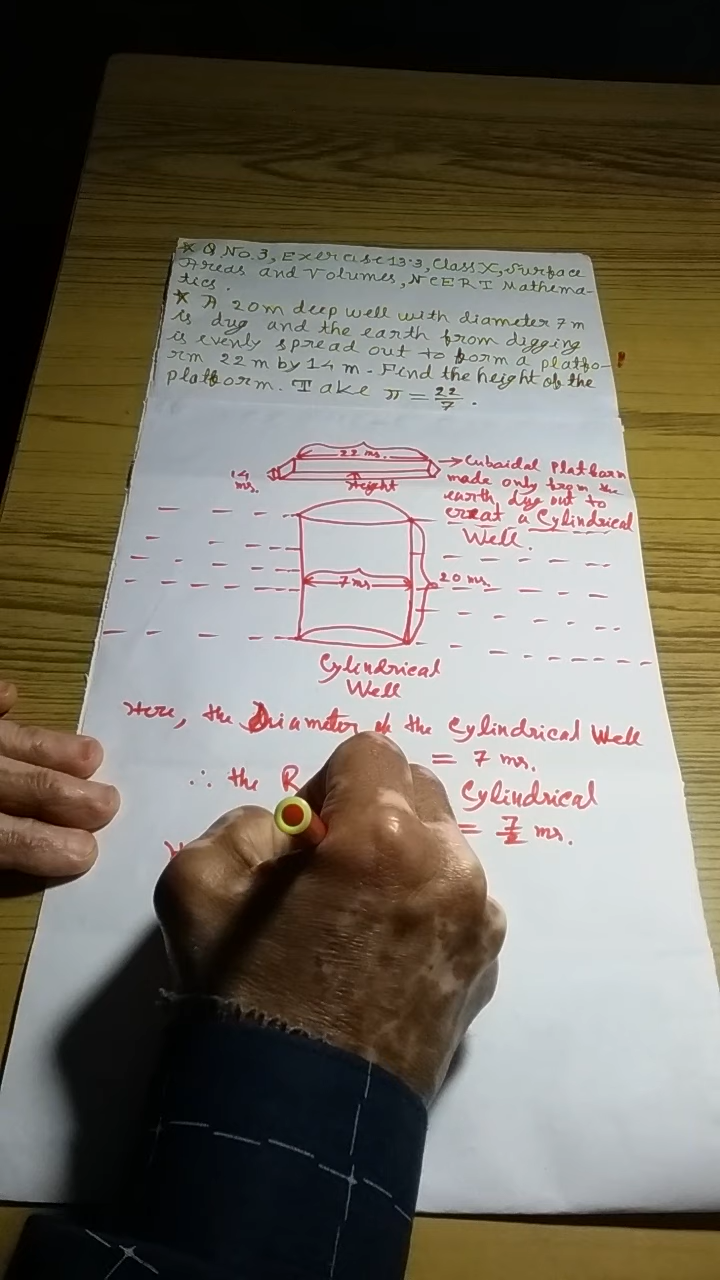 * Q No. 3, Exercise 13.3, Class X, Surface
Areas and Volumes, NCERT Mathema-
tics.
* A 20m deep well with diameter 7m
is dug and the earth from digging
is evenly spread out to form a platfo-
rm 22m by 14m. Find the height of the
platform. Take π = 22/7.
22 ms.
14
ms.
height
→ Cuboidal Platform
made only from the
earth, dug out to
creat a Cylindrical
Well.
7 ms
20 ms.
Cylindrical
Well
Here, the Diameter of the Cylindrical Well
= 7 ms.
∴ the R
Cylindrical
= 7/2 ms.